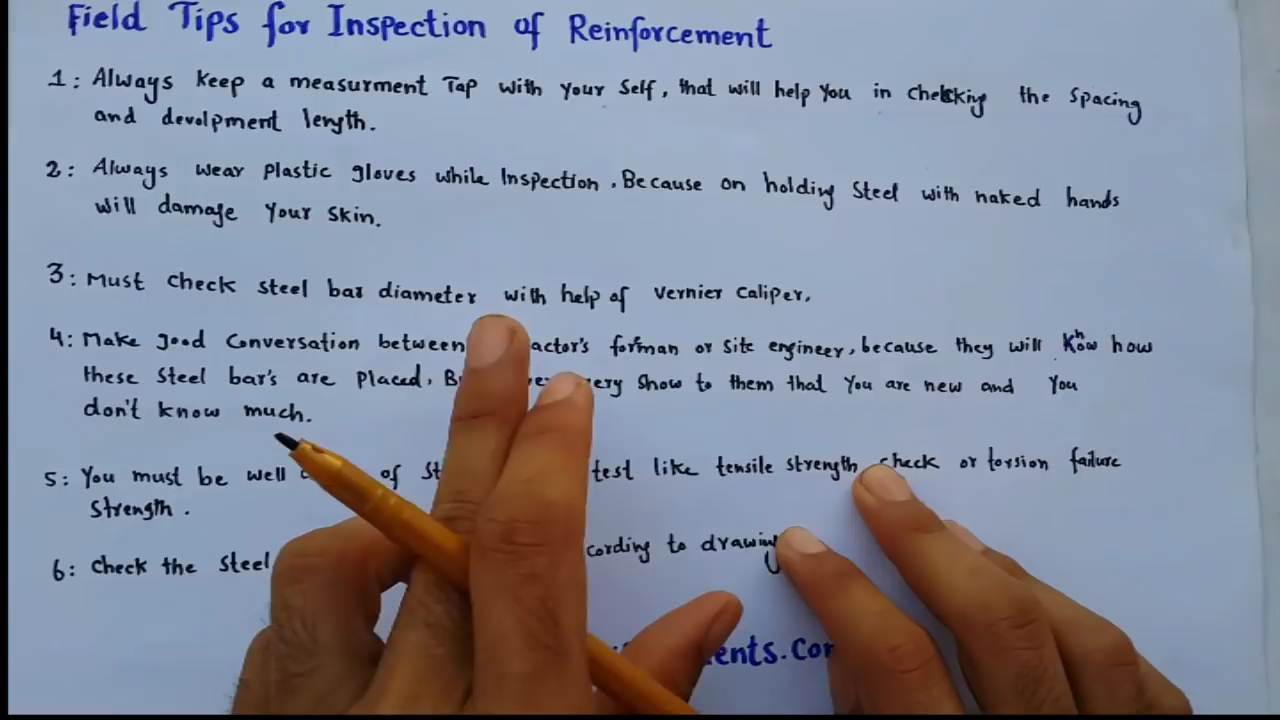 Field Tips for Inspection of Reinforcement
1: Always keep a measurment Tap with your self, that will help you in checking the spacing
and devolpment length.
2: Always wear plastic gloves while Inspection. Because on holding steel with naked hands
will damage your skin.
3: Must check steel bar diameter with help of vernier caliper.
4: Make good conversation between actor's forman or site engineer, because they will know how
these steel bar's are placed. show to them that you are new and you
don't know much.
5: You must be well of test like tensile strength check or torsion failure
strength.
6: check the steel cording to drawing
ents.com